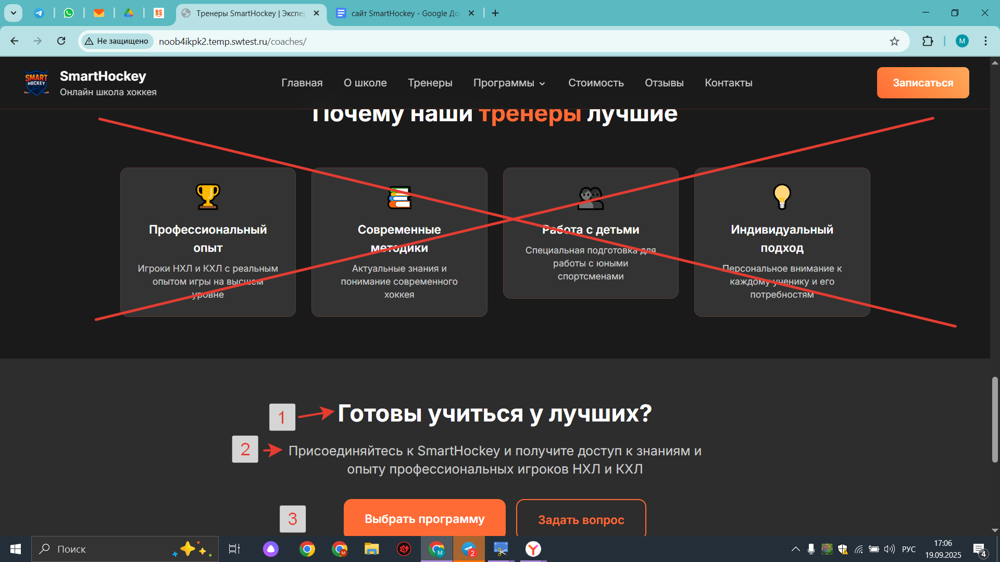 Тренеры SmartHockey | Экспер
сайт SmartHockey - Google До
Не защищено
noob4ikpk2.temp.swtest.ru/coaches/
M
BS
SMART
HOCKEY
SmartHockey
Онлайн школа хоккея
Главная
О школе
Тренеры
Программы
Стоимость
Отзывы
Контакты
Записаться
Почему наши тренеры лучшие
Профессиональный
опыт
Игроки НХЛ и КХЛ с реальным
опытом игры на высшем
уровне
Современные
методики
Актуальные знания и
понимание современного
хоккея
Работа с детьми
Специальная подготовка для
работы с юными
спортсменами
Индивидуальный
подход
Персональное внимание к
каждому ученику и его
потребностям
1
Готовы учиться у лучших?
2
Присоединяйтесь к SmartHockey и получите доступ к знаниям и
опыту профессиональных игроков НХЛ и КХЛ
3
Выбрать программу
Задать вопрос
Поиск
M
M
2
РУС
17:06
19.09.2025
4